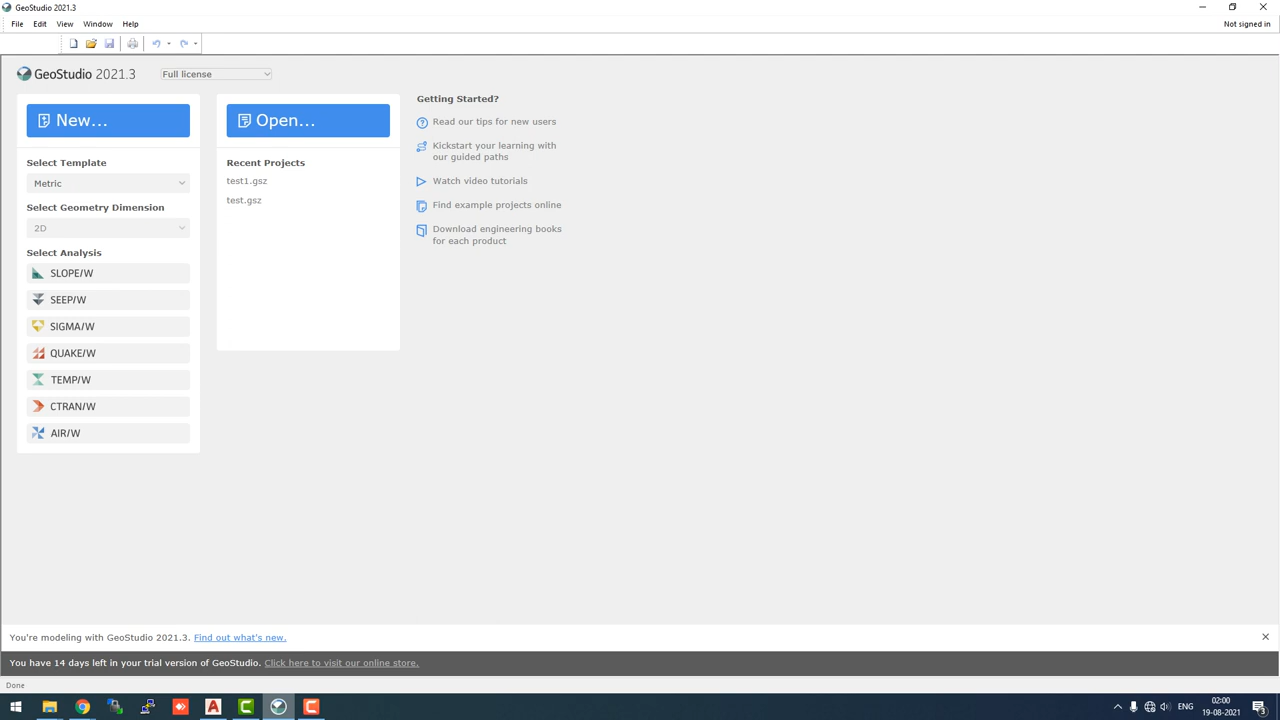 GeoStudio 2021.3
File Edit View Window Help
Not signed in
GeoStudio 2021.3
Full license
New...
Select Template
Metric
Select Geometry Dimension
2D
Select Analysis
SLOPE/W
SEEP/W
SIGMA/W
QUAKE/W
TEMP/W
CTRAN/W
AIR/W
Open...
Recent Projects
test1.gsz
test.gsz
Getting Started?
Read our tips for new users
Kickstart your learning with
our guided paths
Watch video tutorials
Find example projects online
Download engineering books
for each product
You're modeling with GeoStudio 2021.3. Find out what's new.
You have 14 days left in your trial version of GeoStudio. Click here to visit our online store.
Done
ENG
02:00
19-08-2021
3